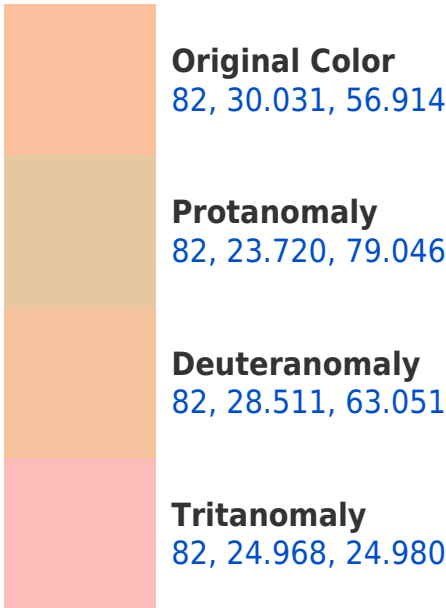 Original Color
82, 30.031, 56.914
Protanomaly
82, 23.720, 79.046
Deuteranomaly
82, 28.511, 63.051
Tritanomaly
82, 24.968, 24.980